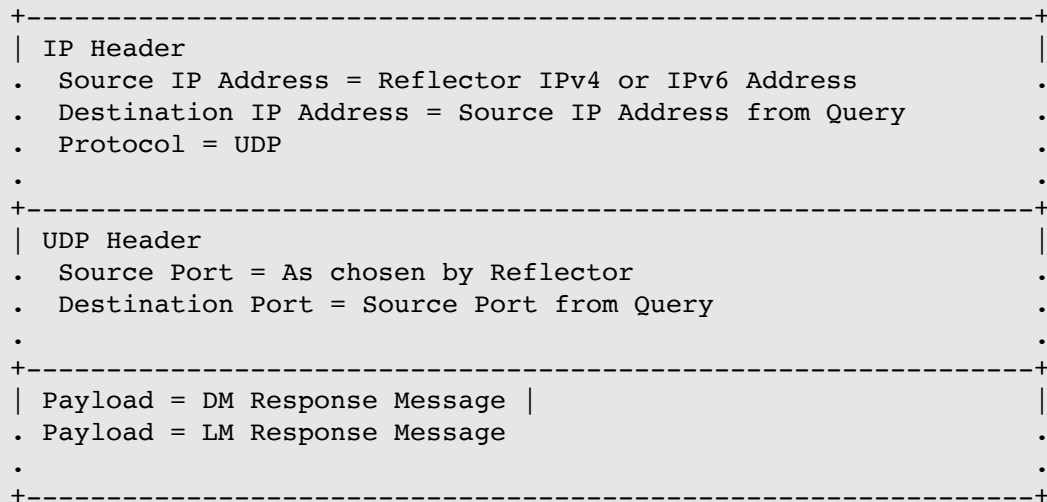 +---------------------------------------------------------------+
| IP Header                                                     |
.  Source IP Address = Reflector IPv4 or IPv6 Address           .
.  Destination IP Address = Source IP Address from Query        .
.  Protocol = UDP                                               .
.                                                               .
+---------------------------------------------------------------+
| UDP Header                                                    |
.  Source Port = As chosen by Reflector                         .
.  Destination Port = Source Port from Query                    .
.                                                               .
+---------------------------------------------------------------+
| Payload = DM Response Message |                               |
. Payload = LM Response Message                                 .
.                                                               .
+---------------------------------------------------------------+